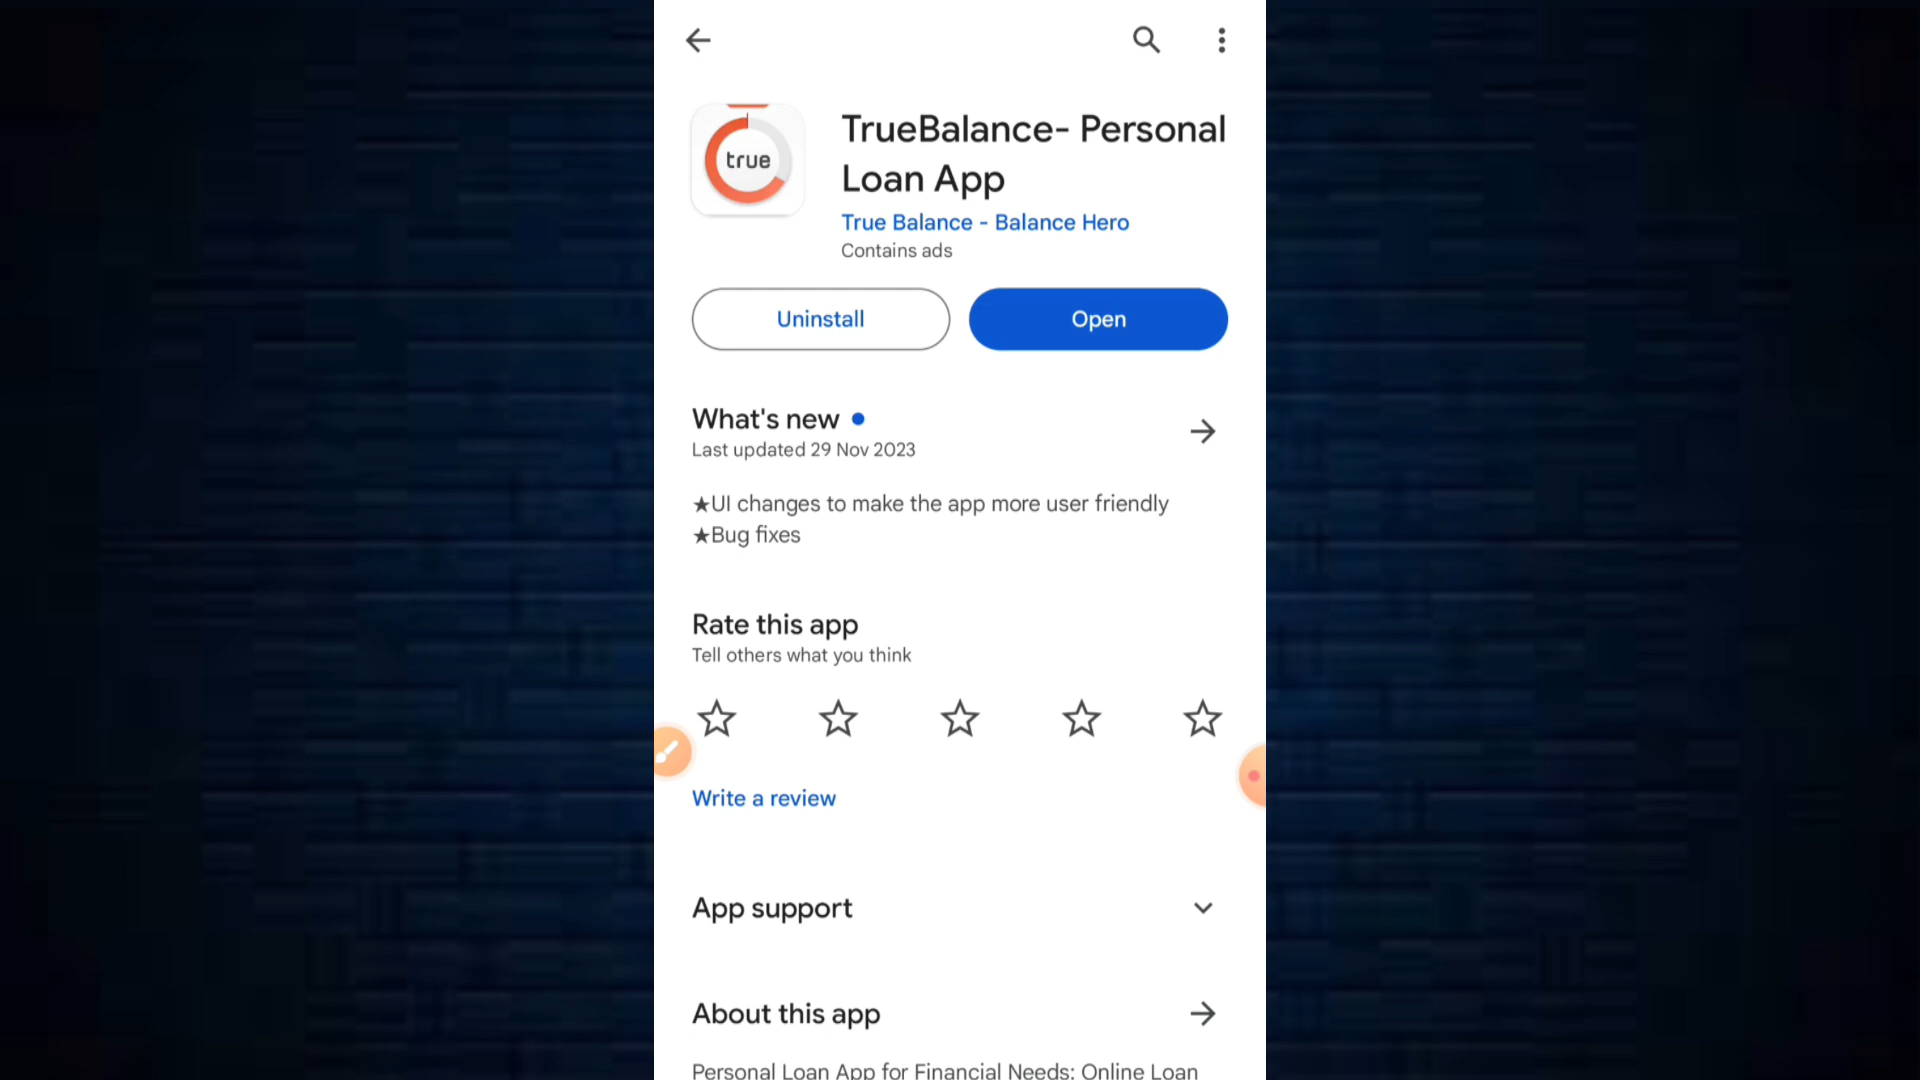 true
TrueBalance- Personal
Loan App
True Balance - Balance Hero
Contains ads
Uninstall
Open
What's new
Last updated 29 Nov 2023
★UI changes to make the app more user friendly
★Bug fixes
Rate this app
Tell others what you think
Write a review
App support
About this app
Personal Loan App for Financial Needs: Online Loan